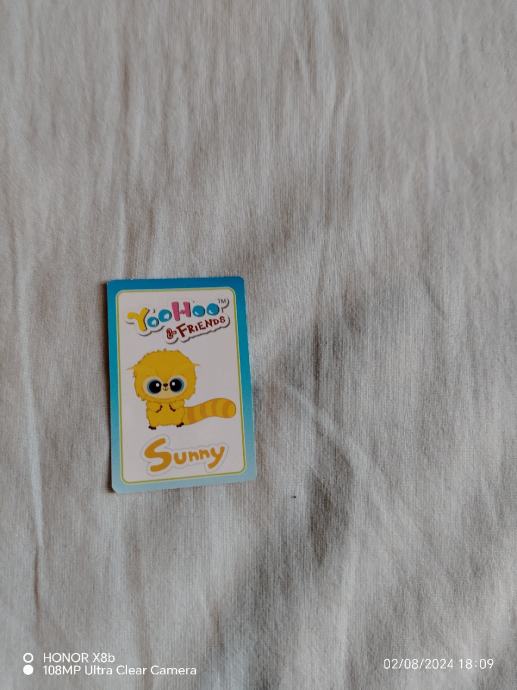 YooHoo™
& FRIENDS
Sunny
HONOR X8b
108MP Ultra Clear Camera
02/08/2024 18:09